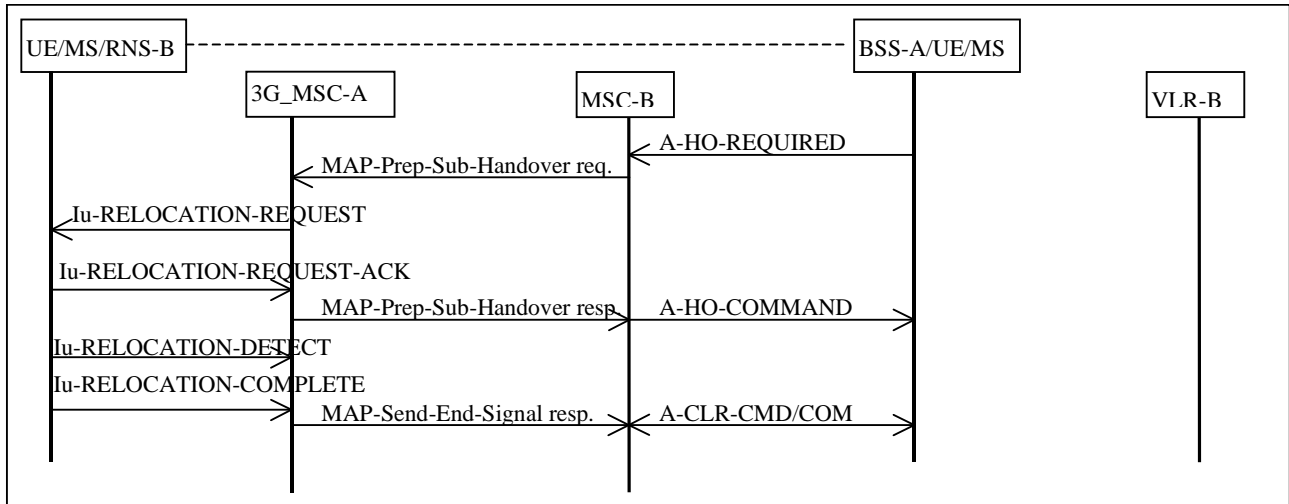 UE/MS/RNS-B
BSS-A/UE/MS
3G_MSC-A
MSC-B
VLR-B
A-HO-REQUIRED
MAP-Prep-Sub-Handover req.
Iu-RELOCATION-REQUEST
Iu-RELOCATION-REQUEST-ACK
MAP-Prep-Sub-Handover resp.
A-HO-COMMAND
Iu-RELOCATION-DETECT
Iu-RELOCATION-COMPLETE
MAP-Send-End-Signal resp.
A-CLR-CMD/COM